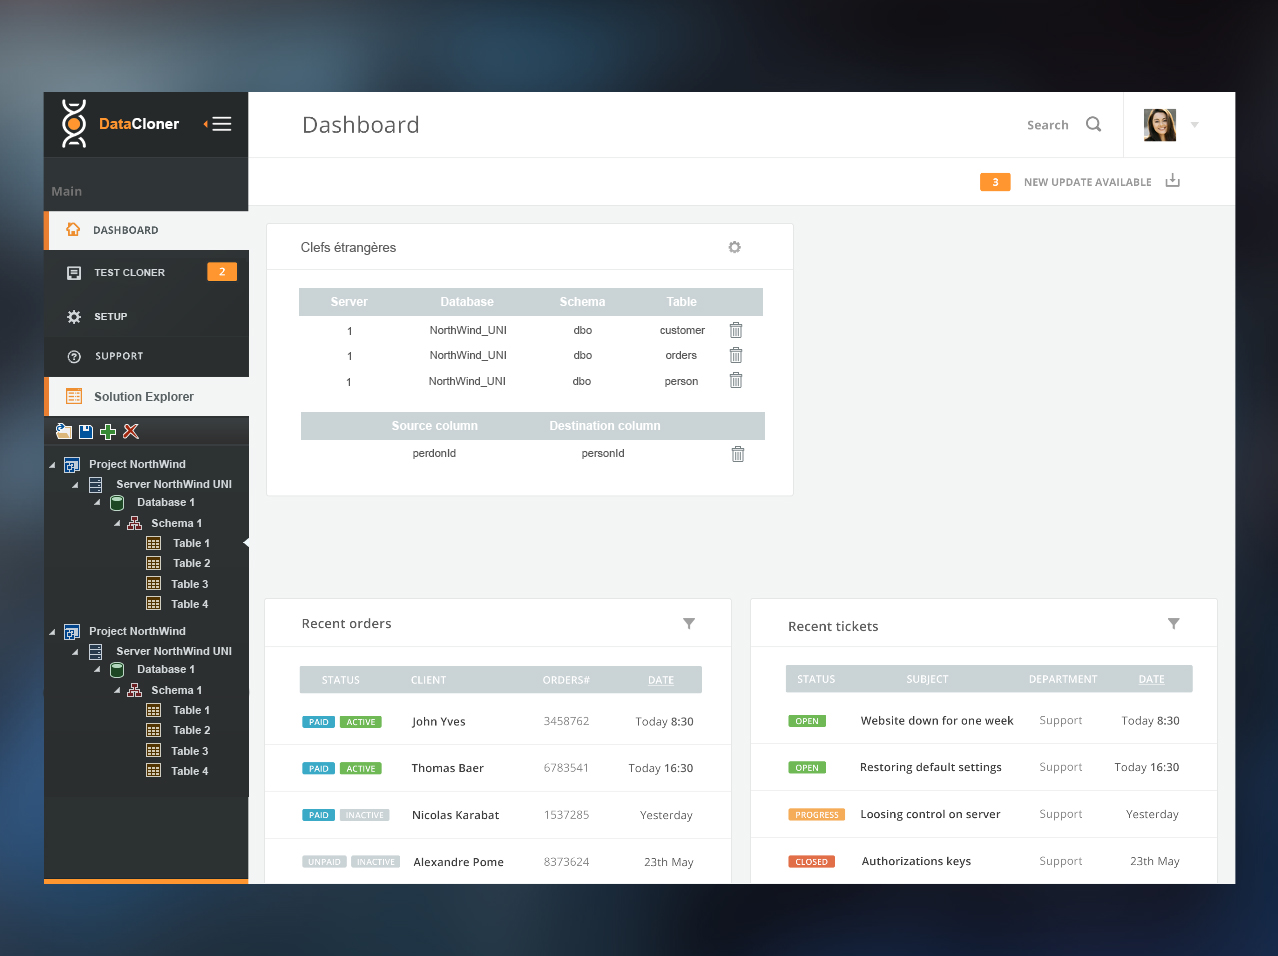 DataCloner
Dashboard
Search
Main
3 NEW UPDATE AVAILABLE
DASHBOARD
TEST CLONER 2
SETUP
SUPPORT
Solution Explorer
Project NorthWind
Server NorthWind UNI
Database 1
Schema 1
Table 1
Table 2
Table 3
Table 4
Project NorthWind
Server NorthWind UNI
Database 1
Schema 1
Table 1
Table 2
Table 3
Table 4
Clefs étrangères
Server Database Schema Table
1 NorthWind_UNI dbo customer
1 NorthWind_UNI dbo orders
1 NorthWind_UNI dbo person
Source column Destination column
perdonId personId
Recent orders
STATUS CLIENT ORDERS# DATE
PAID ACTIVE John Yves 3458762 Today 8:30
PAID ACTIVE Thomas Baer 6783541 Today 16:30
PAID INACTIVE Nicolas Karabat 1537285 Yesterday
UNPAID INACTIVE Alexandre Pome 8373624 23th May
Recent tickets
STATUS SUBJECT DEPARTMENT DATE
OPEN Website down for one week Support Today 8:30
OPEN Restoring default settings Support Today 16:30
PROGRESS Loosing control on server Support Yesterday
CLOSED Authorizations keys Support 23th May